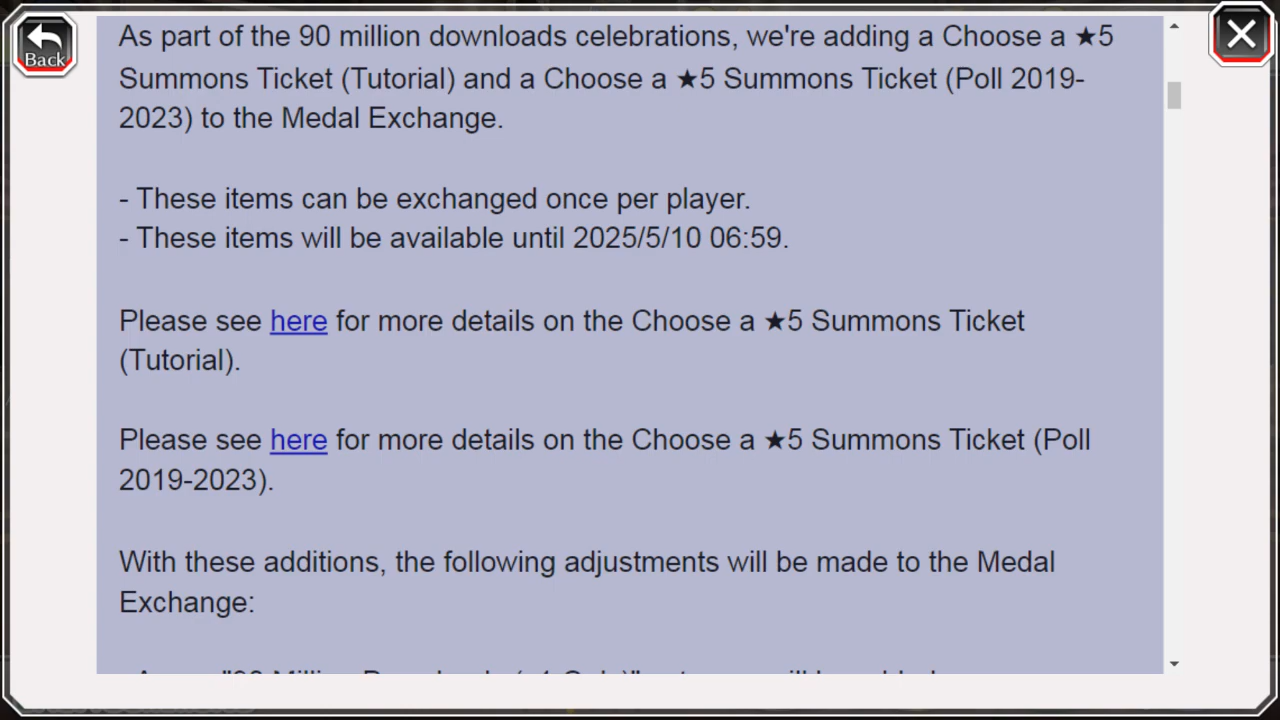 Back
As part of the 90 million downloads celebrations, we're adding a Choose a ★5
Summons Ticket (Tutorial) and a Choose a ★5 Summons Ticket (Poll 2019-
2023) to the Medal Exchange.
- These items can be exchanged once per player.
- These items will be available until 2025/5/10 06:59.
Please see here for more details on the Choose a ★5 Summons Ticket
(Tutorial).
Please see here for more details on the Choose a ★5 Summons Ticket (Poll
2019-2023).
With these additions, the following adjustments will be made to the Medal
Exchange: